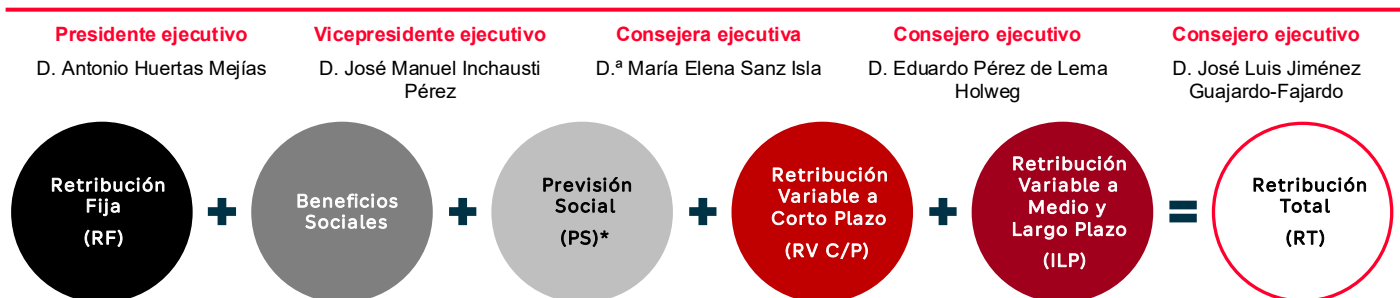 Presidente ejecutivo
D. Antonio Huertas Mejías
Vicepresidente ejecutivo
D. José Manuel Inchausti
Pérez
Consejera ejecutiva
D.ª María Elena Sanz Isla
Consejero ejecutivo
D. Eduardo Pérez de Lema
Holweg
Consejero ejecutivo
D. José Luis Jiménez
Guajardo-Fajardo
Retribución
Fija
(RF)
+
Beneficios
Sociales
+
Previsión
Social
(PS)*
+
Retribución
Variable a
Corto Plazo
(RV C/P)
+
Retribución
Variable a
Medio y
Largo Plazo
(ILP)
=
Retribución
Total
(RT)